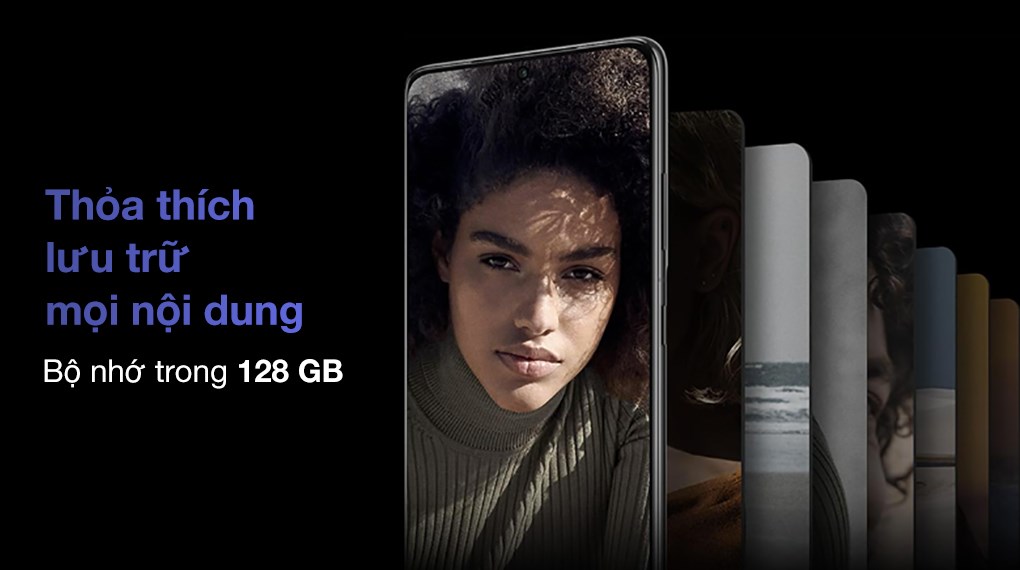 Thỏa thích
lưu trữ
mọi nội dung
Bộ nhớ trong 128 GB